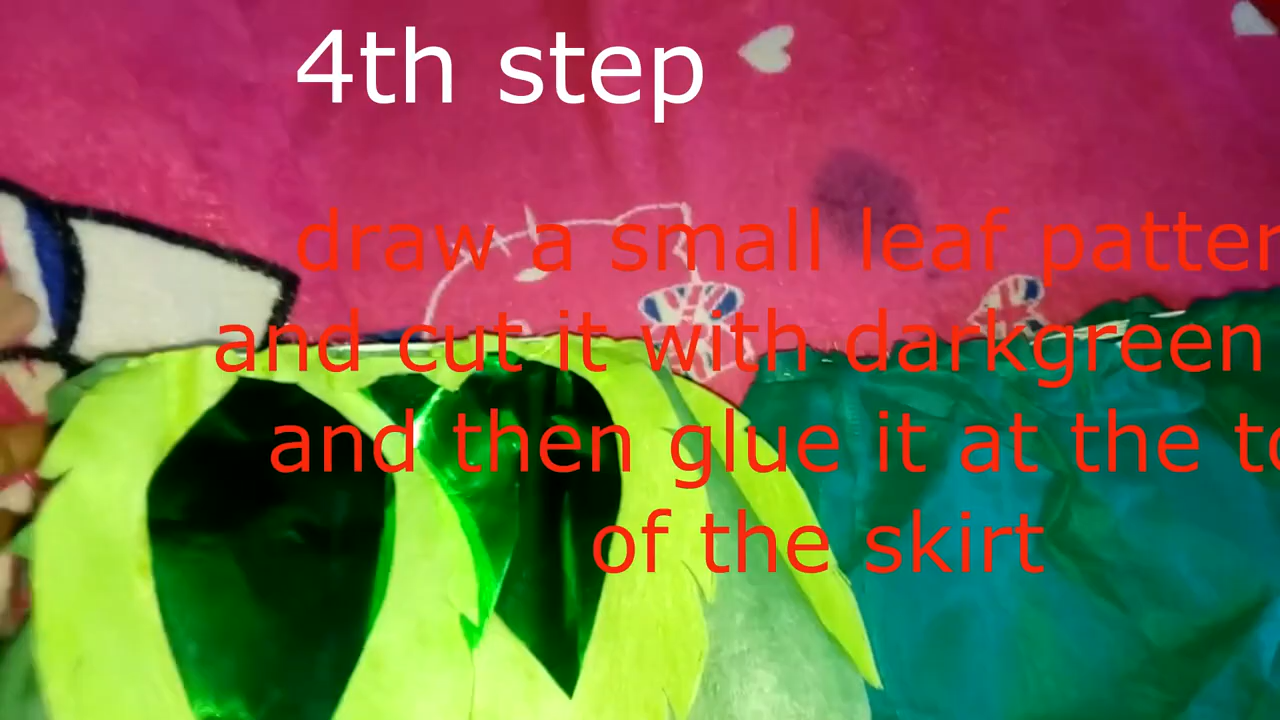 4th step
draw a small leaf patter
and cut it with darkgreen
and then glue it at the to
of the skirt